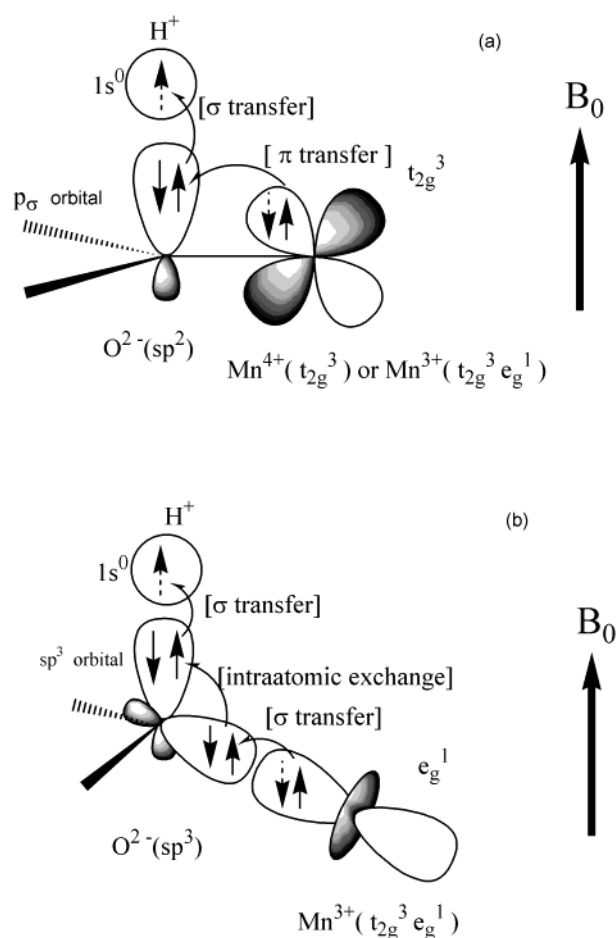 H⁺
(a)
1s⁰
[σ transfer]
B₀
[ π transfer ]
t₂g³
pσ orbital
O²⁻(sp²)
Mn⁴⁺( t₂g³ ) or Mn³⁺( t₂g³ eg¹ )
H⁺
(b)
1s⁰
[σ transfer]
B₀
sp³ orbital
[intraatomic exchange]
[σ transfer]
eg¹
O²⁻(sp³)
Mn³⁺( t₂g³ eg¹ )